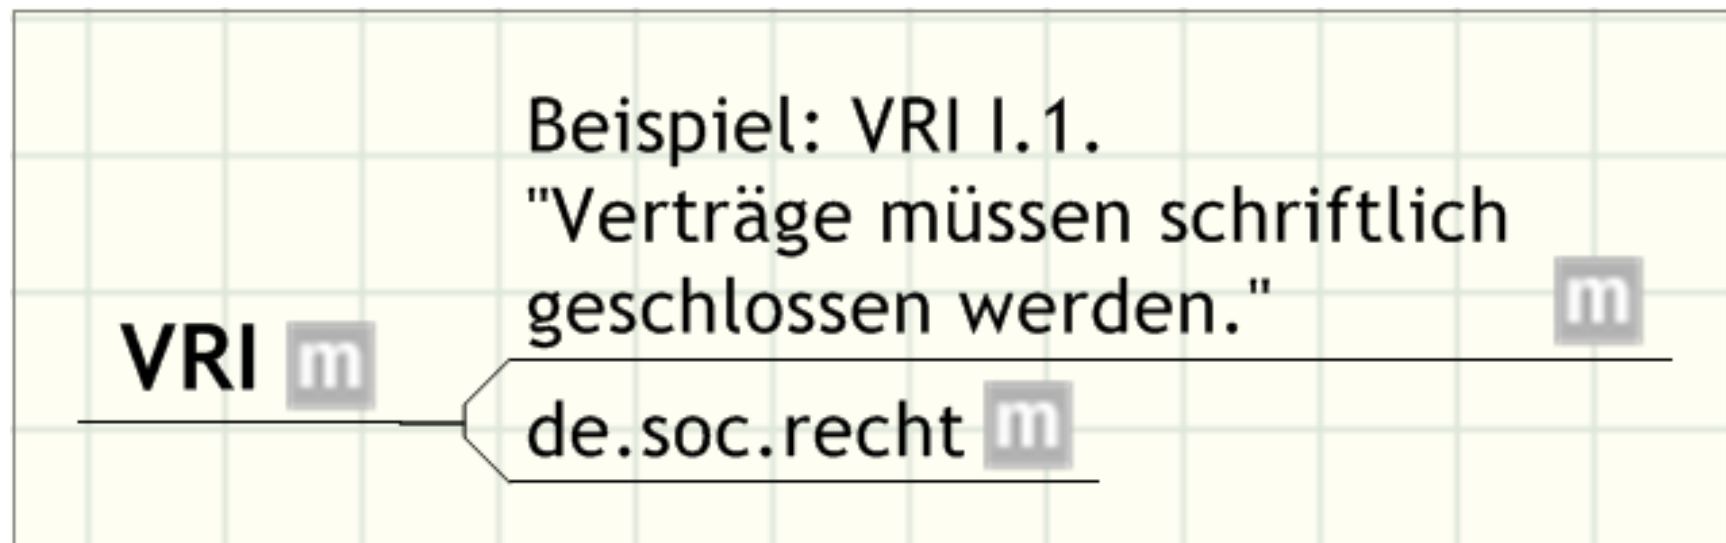 Beispiel: VRI I.1.
"Verträge müssen schriftlich
geschlossen werden." m
VRI m
de.soc.recht m